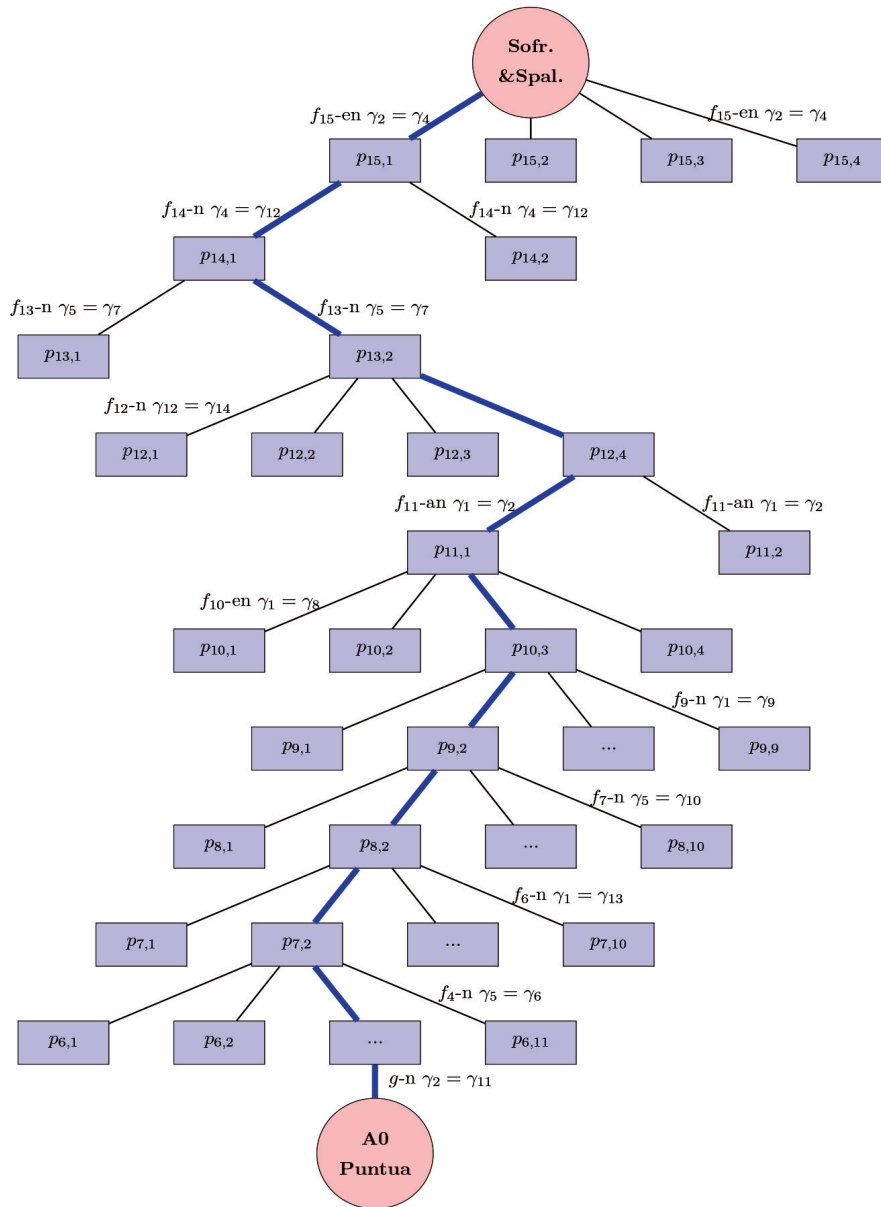 Sofr.
&Spal.
f₁₅-en γ₂ = γ₄
f₁₅-en γ₂ = γ₄
p₁₅,₁
p₁₅,₂
p₁₅,₃
p₁₅,₄
f₁₄-n γ₄ = γ₁₂
f₁₄-n γ₄ = γ₁₂
p₁₄,₁
p₁₄,₂
f₁₃-n γ₅ = γ₇
f₁₃-n γ₅ = γ₇
p₁₃,₁
p₁₃,₂
f₁₂-n γ₁₂ = γ₁₄
p₁₂,₁
p₁₂,₂
p₁₂,₃
p₁₂,₄
f₁₁-an γ₁ = γ₂
f₁₁-an γ₁ = γ₂
p₁₁,₁
p₁₁,₂
f₁₀-en γ₁ = γ₈
p₁₀,₁
p₁₀,₂
p₁₀,₃
p₁₀,₄
f₉-n γ₁ = γ₉
p₉,₁
p₉,₂
...
p₉,₉
f₇-n γ₅ = γ₁₀
p₈,₁
p₈,₂
...
p₈,₁₀
f₆-n γ₁ = γ₁₃
p₇,₁
p₇,₂
...
p₇,₁₀
f₄-n γ₅ = γ₆
p₆,₁
p₆,₂
...
p₆,₁₁
g-n γ₂ = γ₁₁
A0
Puntua